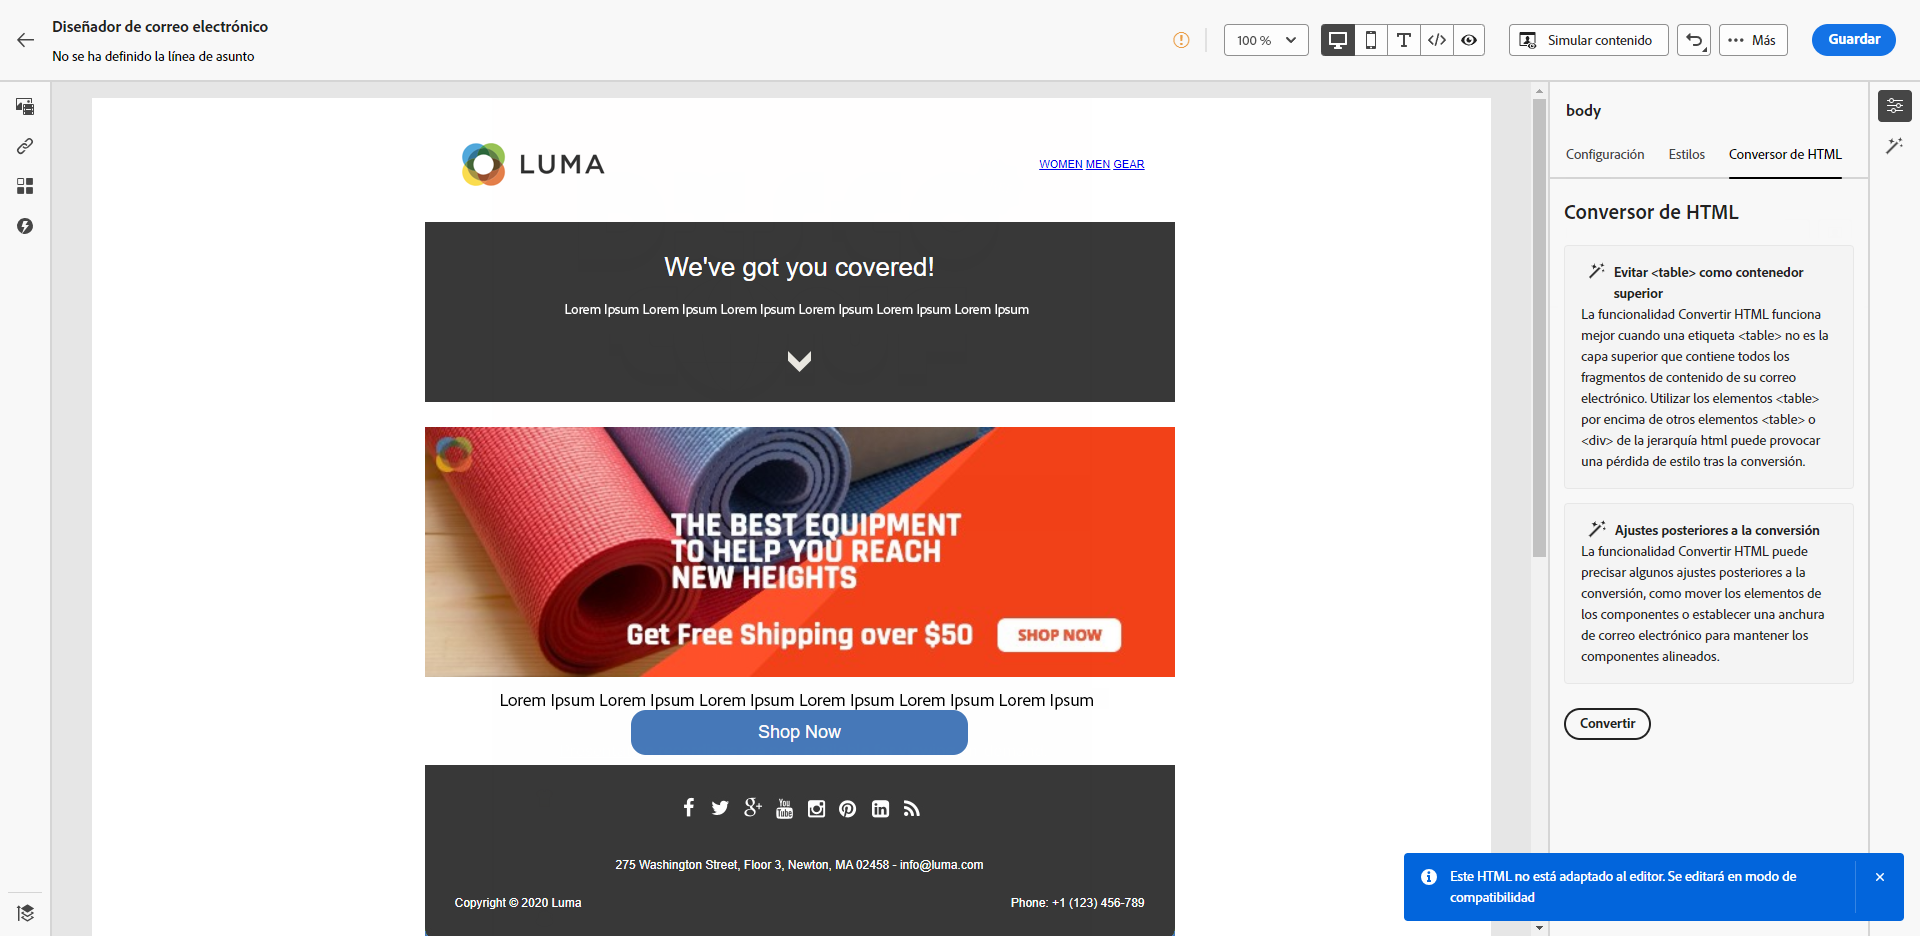 Diseñador de correo electrónico
No se ha definido la línea de asunto
100 %
T
Simular contenido
Más
Guardar
LUMA
WOMEN MEN GEAR
We've got you covered!
Lorem Ipsum Lorem Ipsum Lorem Ipsum Lorem Ipsum Lorem Ipsum Lorem Ipsum
THE BEST EQUIPMENT
TO HELP YOU REACH
NEW HEIGHTS
Get Free Shipping over $50
SHOP NOW
Lorem Ipsum Lorem Ipsum Lorem Ipsum Lorem Ipsum Lorem Ipsum Lorem Ipsum
Shop Now
You
Tube
275 Washington Street, Floor 3, Newton, MA 02458 - info@luma.com
Copyright © 2020 Luma
Phone: +1 (123) 456-789
body
Configuración
Estilos
Conversor de HTML
Conversor de HTML
Evitar <table> como contenedor
superior
La funcionalidad Convertir HTML funciona
mejor cuando una etiqueta <table> no es la
capa superior que contiene todos los
fragmentos de contenido de su correo
electrónico. Utilizar los elementos <table>
por encima de otros elementos <table> o
<div> de la jerarquía html puede provocar
una pérdida de estilo tras la conversión.
Ajustes posteriores a la conversión
La funcionalidad Convertir HTML puede
precisar algunos ajustes posteriores a la
conversión, como mover los elementos de
los componentes o establecer una anchura
de correo electrónico para mantener los
componentes alineados.
Convertir
Este HTML no está adaptado al editor. Se editará en modo de
compatibilidad